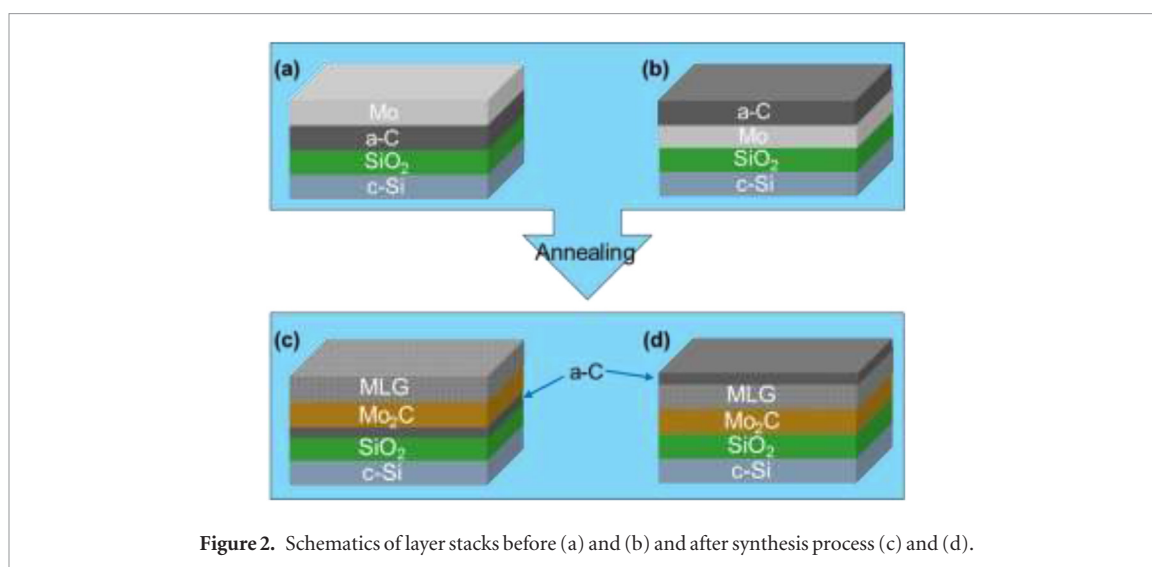 (a)
Mo
a-C
SiO₂
c-Si
(b)
a-C
Mo
SiO₂
c-Si
Annealing
(c)
MLG
Mo₂C
SiO₂
c-Si
a-C
(d)
MLG
Mo₂C
SiO₂
c-Si
Figure 2. Schematics of layer stacks before (a) and (b) and after synthesis process (c) and (d).